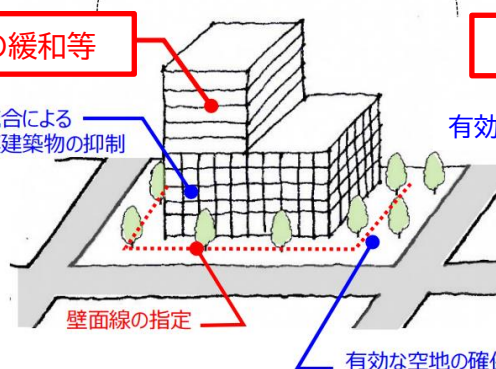 の緩和等
合による
建築物の抑制
有効
壁面線の指定
有効な空地の確